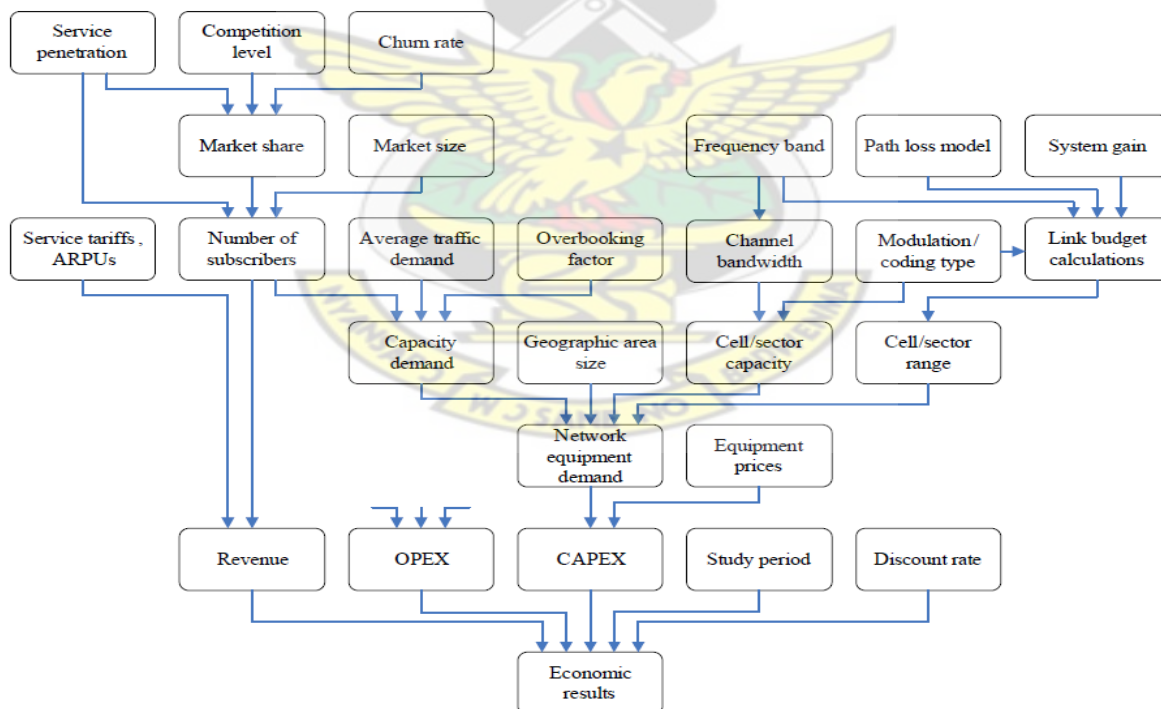 Service
penetration
Competition
level
Churn rate
Market share
Market size
Frequency band
Path loss model
System gain
Service tariffs ,
ARPUs
Number of
subscribers
Average traffic
demand
Overbooking
factor
Channel
bandwidth
Modulation/
coding type
Link budget
calculations
Capacity
demand
Geographic area
size
Cell/sector
capacity
Cell/sector
range
Network
equipment
demand
Equipment
prices
Revenue
OPEX
CAPEX
Study period
Discount rate
Economic
results